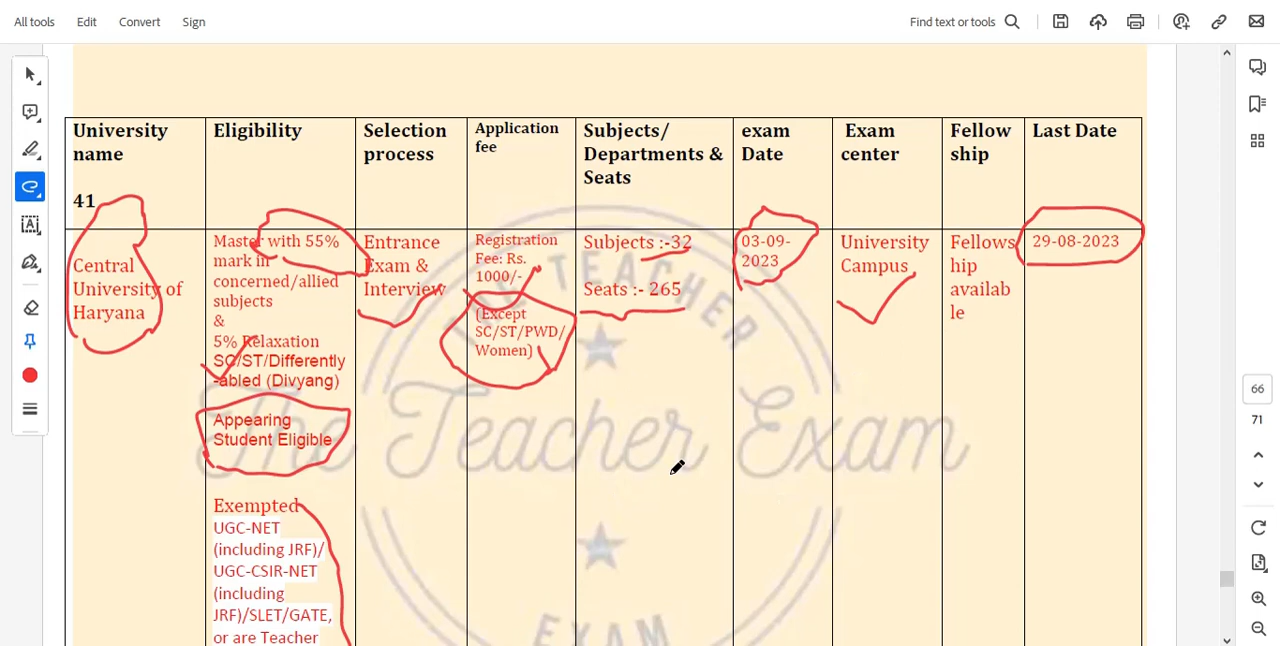 All tools Edit Convert Sign Find text or tools
University name
41
Eligibility
Selection process
Application fee
Subjects/ Departments & Seats
exam Date
Exam center
Fellow ship
Last Date
Central
University of
Haryana
Master with 55%
mark in
concerned/allied
subjects
&
5% Relaxation
SC/ST/Differently
-abled (Divyang)
Appearing
Student Eligible
Exempted
UGC-NET
(including JRF)/
UGC-CSIR-NET
(including
JRF)/SLET/GATE,
or are Teacher
Entrance
Exam &
Interview
Registration
Fee: Rs.
1000/-
(Except
SC/ST/PWD/
Women)
Subjects :-32
Seats :- 265
03-09-
2023
University
Campus
Fellows
hip
availab
le
29-08-2023
66
71
The Teacher Exam
TEACHER
EXAM